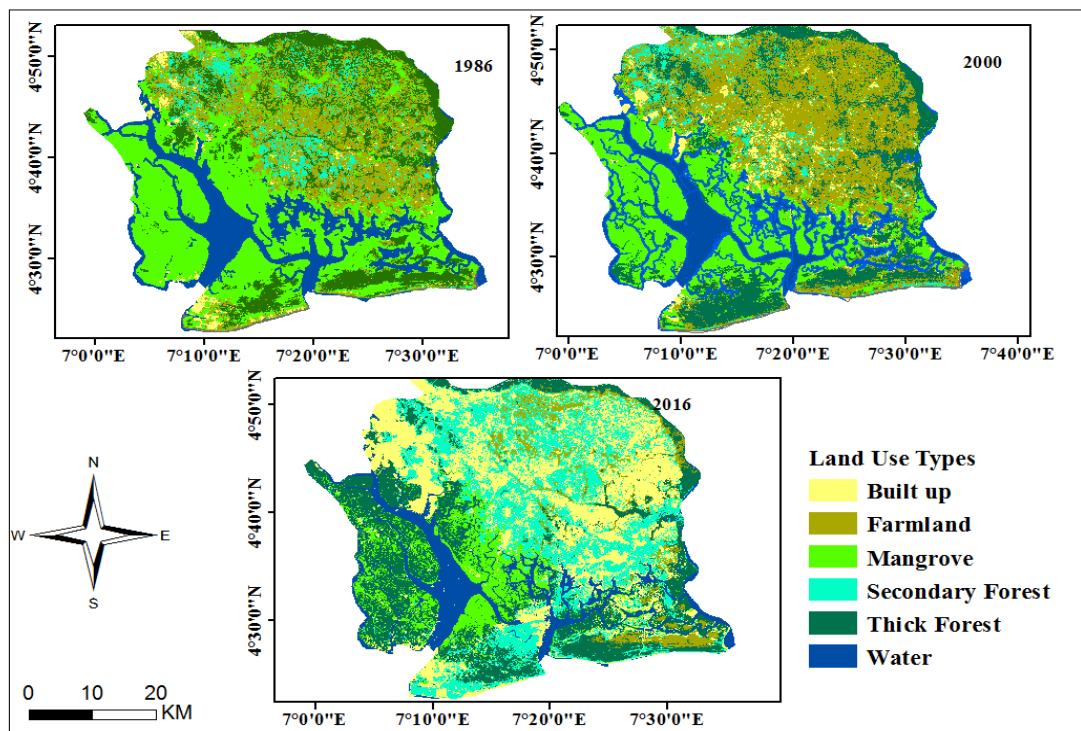 1986
4°50'0"N
4°40'0"N
4°30'0"N
7°0'0"E 7°10'0"E 7°20'0"E 7°30'0"E
2000
4°50'0"N
4°40'0"N
4°30'0"N
7°0'0"E 7°10'0"E 7°20'0"E 7°30'0"E 7°40'0"E
2016
4°50'0"N
4°40'0"N
4°30'0"N
7°0'0"E 7°10'0"E 7°20'0"E 7°30'0"E
N
W E
S
0 10 20
KM
Land Use Types
Built up
Farmland
Mangrove
Secondary Forest
Thick Forest
Water